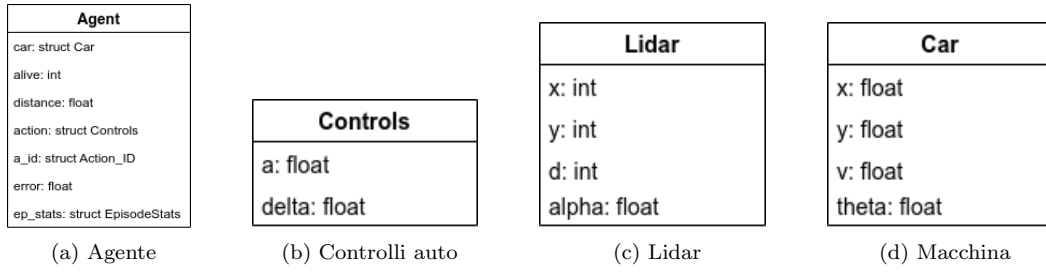 Agent
car: struct Car
alive: int
distance: float
action: struct Controls
a_id: struct Action_ID
error: float
ep_stats: struct EpisodeStats
(a) Agente
Controls
a: float
delta: float
(b) Controlli auto
Lidar
x: int
y: int
d: int
alpha: float
(c) Lidar
Car
x: float
y: float
v: float
theta: float
(d) Macchina